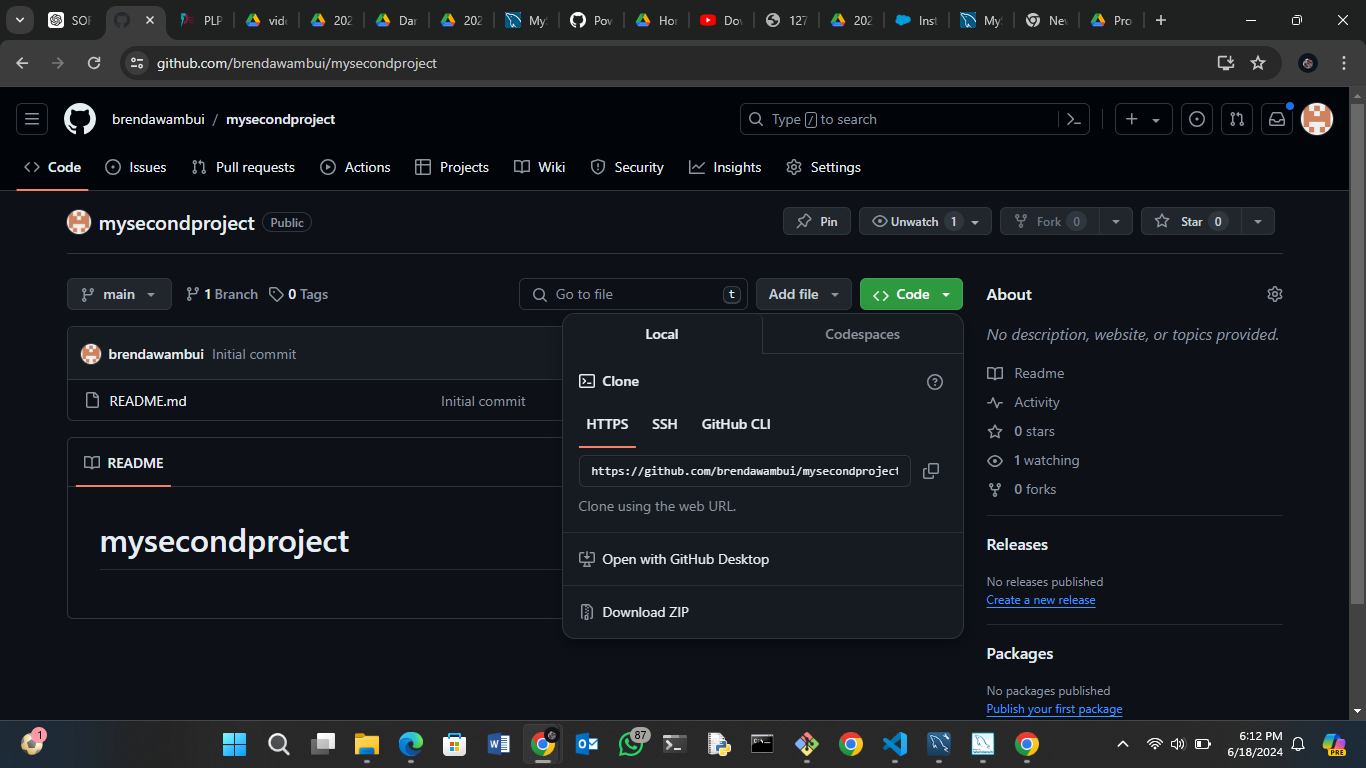 SOF
PLP
vide
202
Dar
202
My
Pow
Hor
Dov
127
202
Inst
My
Nev
Pro
github.com/brendawambui/mysecondproject
brendawambui / mysecondproject
Type / to search
Code
Issues
Pull requests
Actions
Projects
Wiki
Security
Insights
Settings
mysecondproject Public
Pin
Unwatch 1
Fork 0
Star 0
main
1 Branch
0 Tags
Go to file t
Add file
Code
brendawambui Initial commit
README.md Initial commit
README
mysecondproject
Local
Codespaces
Clone
HTTPS SSH GitHub CLI
https://github.com/brendawambui/mysecondproject
Clone using the web URL.
Open with GitHub Desktop
Download ZIP
About
No description, website, or topics provided.
Readme
Activity
0 stars
1 watching
0 forks
Releases
No releases published
Create a new release
Packages
No packages published
Publish your first package
1
87
6:12 PM
6/18/2024
PRE